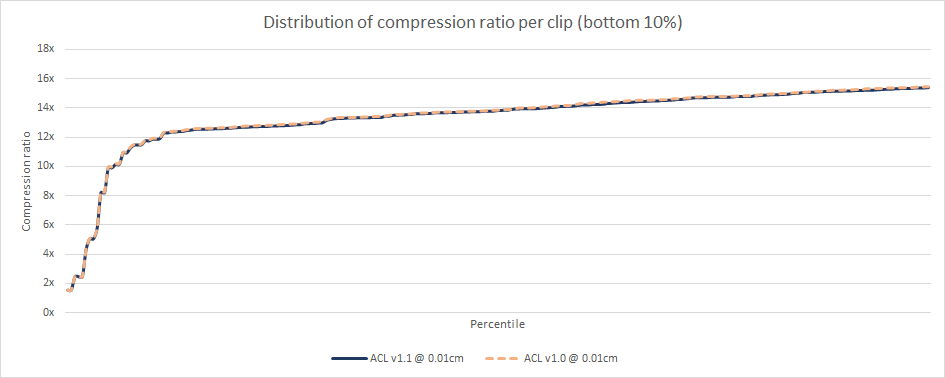 Distribution of compression ratio per clip (bottom 10%)
18x
16x
14x
12x
10x
8x
6x
4x
2x
0x
Compression ratio
Percentile
ACL v1.1 @ 0.01cm
ACL v1.0 @ 0.01cm